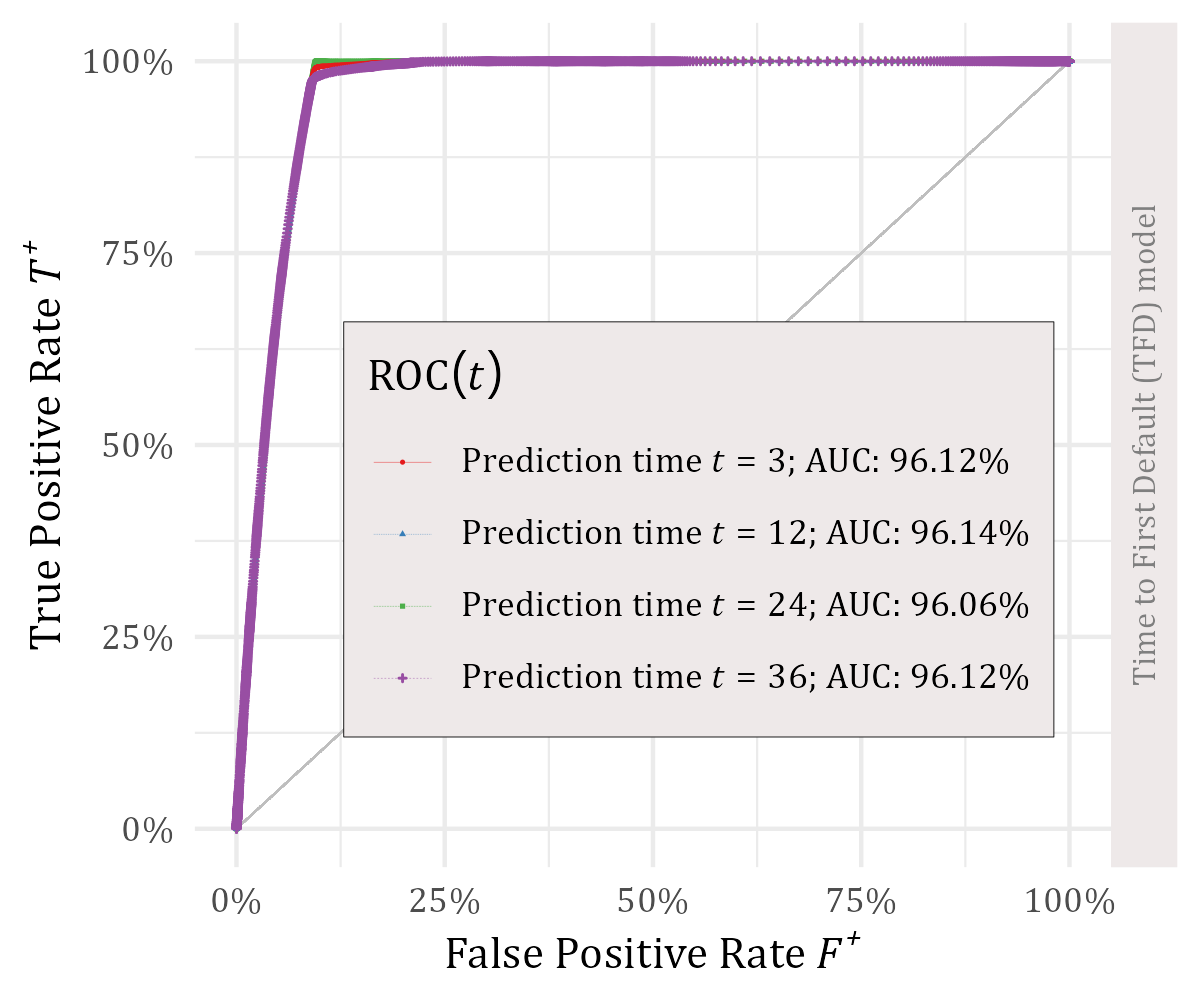 100%
75%
50%
25%
0%
True Positive Rate T⁺
ROC(t)
Prediction time t = 3; AUC: 96.12%
Prediction time t = 12; AUC: 96.14%
Prediction time t = 24; AUC: 96.06%
Prediction time t = 36; AUC: 96.12%
Time to First Default (TFD) model
0% 25% 50% 75% 100%
False Positive Rate F⁺